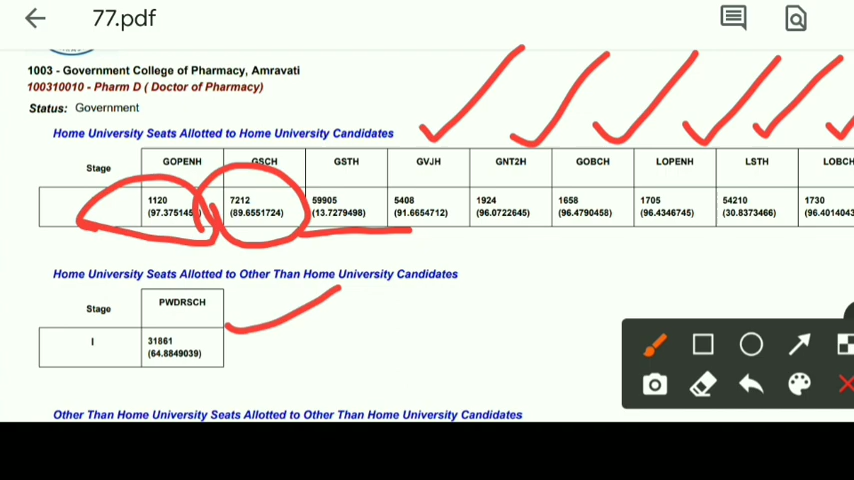 77.pdf
1003 - Government College of Pharmacy, Amravati
100310010 - Pharm D ( Doctor of Pharmacy)
Status: Government
Home University Seats Allotted to Home University Candidates
Stage GOPENH GSCH GSTH GVJH GNT2H GOBCH LOPENH LSTH LOBCH
1120 7212 59905 5408 1924 1658 1705 54210 1730
(89.6551724) (13.7279498) (91.6654712) (96.0722645) (96.4790458) (96.4346745) (30.8373466)
Home University Seats Allotted to Other Than Home University Candidates
Stage PWDRSCH
I 31861
(64.8849039)
Other Than Home University Seats Allotted to Other Than Home University Candidates